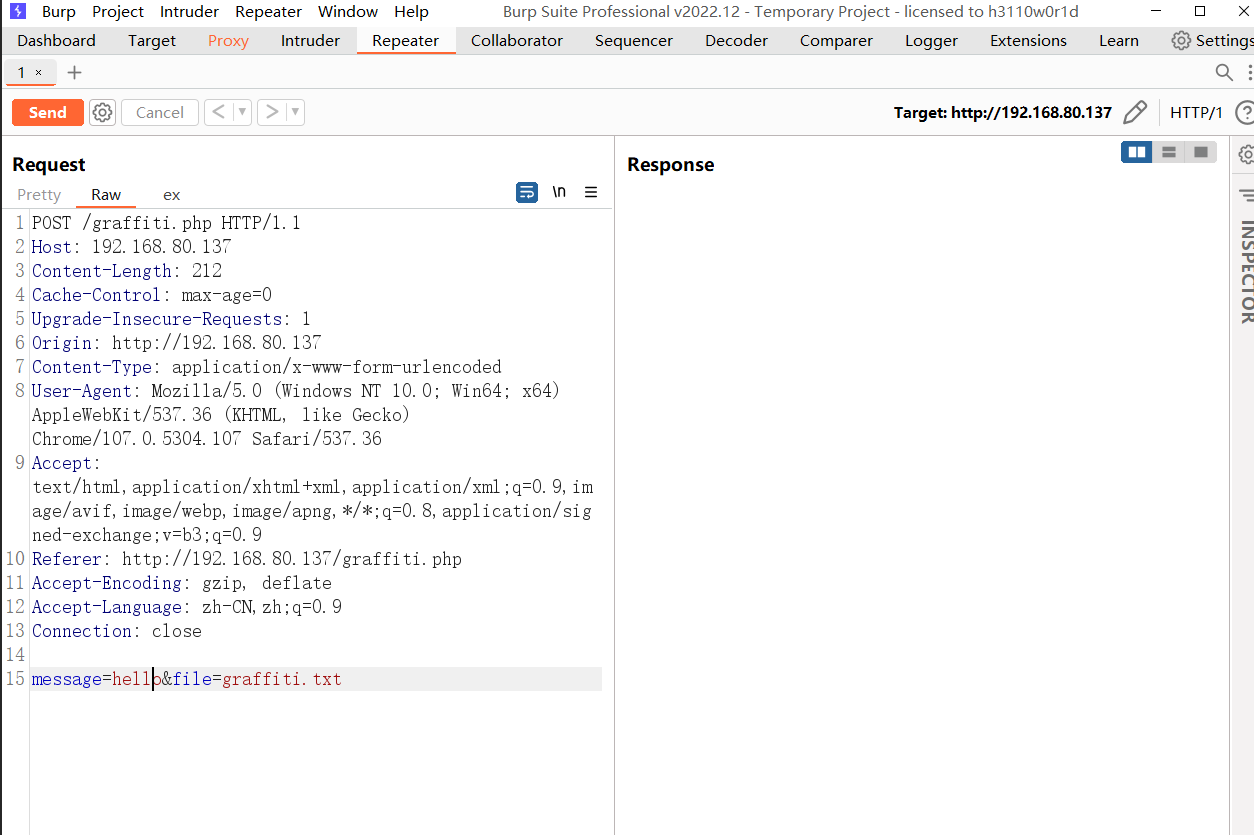 Burp Project Intruder Repeater Window Help Burp Suite Professional v2022.12 - Temporary Project - licensed to h3110w0r1d
Dashboard Target Proxy Intruder Repeater Collaborator Sequencer Decoder Comparer Logger Extensions Learn Settings
1 × +
Send Cancel < > Target: http://192.168.80.137 HTTP/1 ?
Request Response
Pretty Raw ex \n
1 POST /graffiti.php HTTP/1.1
2 Host: 192.168.80.137
3 Content-Length: 212
4 Cache-Control: max-age=0
5 Upgrade-Insecure-Requests: 1
6 Origin: http://192.168.80.137
7 Content-Type: application/x-www-form-urlencoded
8 User-Agent: Mozilla/5.0 (Windows NT 10.0; Win64; x64)
AppleWebKit/537.36 (KHTML, like Gecko)
Chrome/107.0.5304.107 Safari/537.36
9 Accept:
text/html,application/xhtml+xml,application/xml;q=0.9,im
age/avif,image/webp,image/apng,*/*;q=0.8,application/sig
ned-exchange;v=b3;q=0.9
10 Referer: http://192.168.80.137/graffiti.php
11 Accept-Encoding: gzip, deflate
12 Accept-Language: zh-CN,zh;q=0.9
13 Connection: close
14
15 message=hello&file=graffiti.txt
INSPECTOR